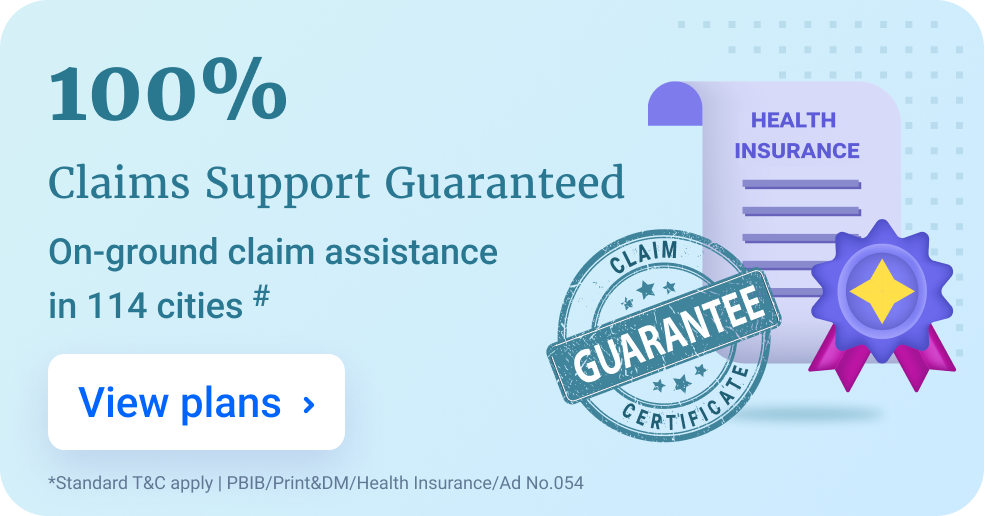 100%
Claims Support Guaranteed
On-ground claim assistance
in 114 cities #
View plans ›
*Standard T&C apply | PBIB/Print&DM/Health Insurance/Ad No.054
HEALTH
INSURANCE
CLAIM
GUARANTEE
CERTIFICATE